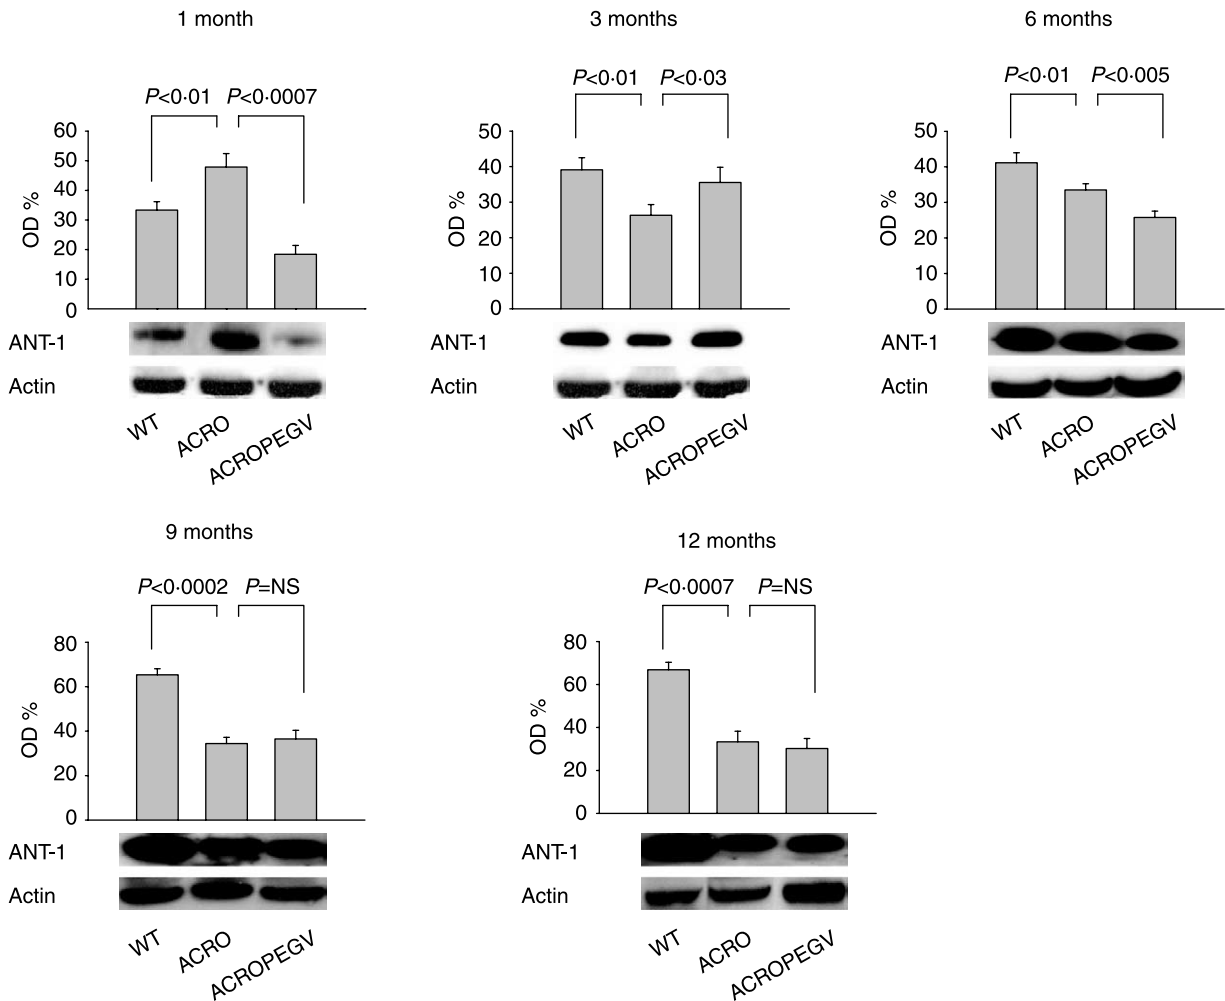 1 month
3 months
6 months
P<0·01 P<0·0007
P<0·01 P<0·03
P<0·01 P<0·005
OD %
60
50
40
30
20
10
0
OD %
50
40
30
20
10
0
OD %
50
40
30
20
10
0
ANT-1
Actin
WT ACRO ACROPEGV
ANT-1
Actin
WT ACRO ACROPEGV
ANT-1
Actin
WT ACRO ACROPEGV
9 months
12 months
P<0·0002 P=NS
P<0·0007 P=NS
OD %
80
60
40
20
0
OD %
80
60
40
20
0
ANT-1
Actin
WT ACRO ACROPEGV
ANT-1
Actin
WT ACRO ACROPEGV